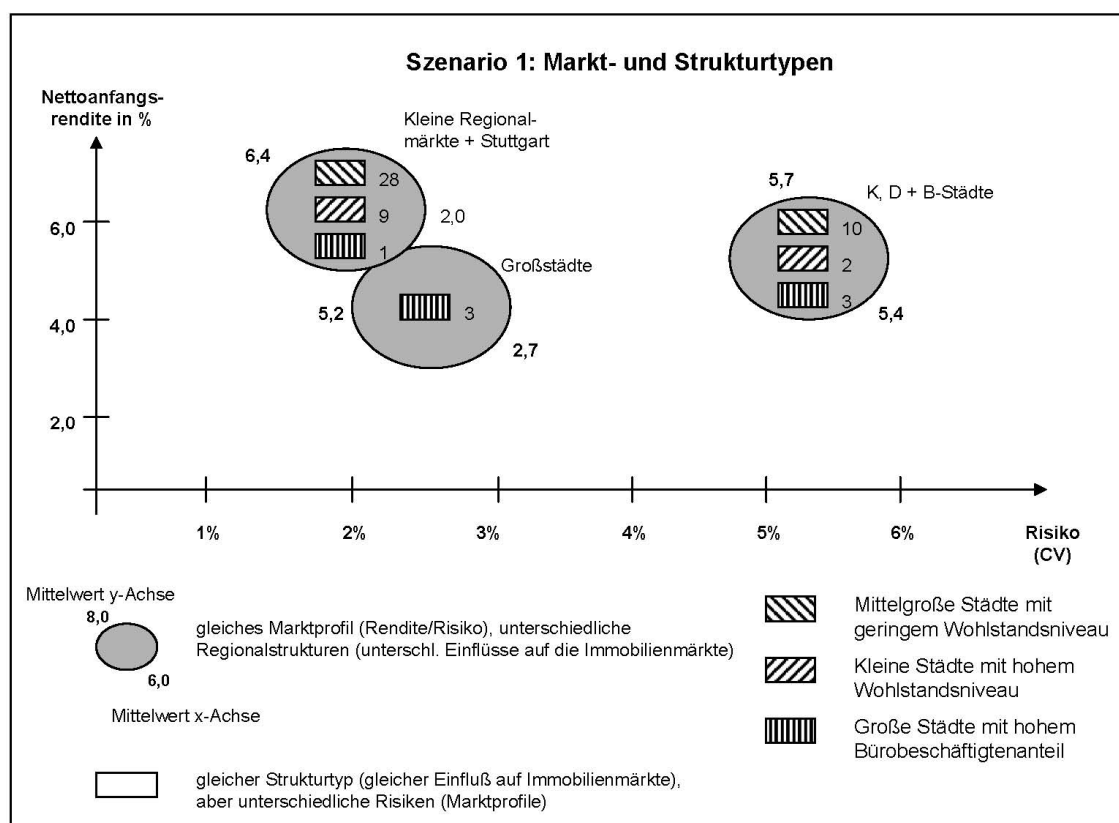 Szenario 1: Markt- und Strukturtypen
Nettoanfangs-
rendite in %
Kleine Regional-
märkte + Stuttgart
6,4
28
9
1
2,0
5,7
K, D + B-Städte
10
2
3
5,4
Großstädte
5,2
3
2,7
6,0
4,0
2,0
1%
2%
3%
4%
5%
6%
Risiko
(CV)
Mittelwert y-Achse
8,0
6,0
Mittelwert x-Achse
gleiches Marktprofil (Rendite/Risiko), unterschiedliche
Regionalstrukturen (unterschl. Einflüsse auf die Immobilienmärkte)
gleicher Strukturtyp (gleicher Einfluß auf Immobilienmärkte),
aber unterschiedliche Risiken (Marktprofile)
Mittelgroße Städte mit
geringem Wohlstandsniveau
Kleine Städte mit hohem
Wohlstandsniveau
Große Städte mit hohem
Bürobeschäftigtenanteil